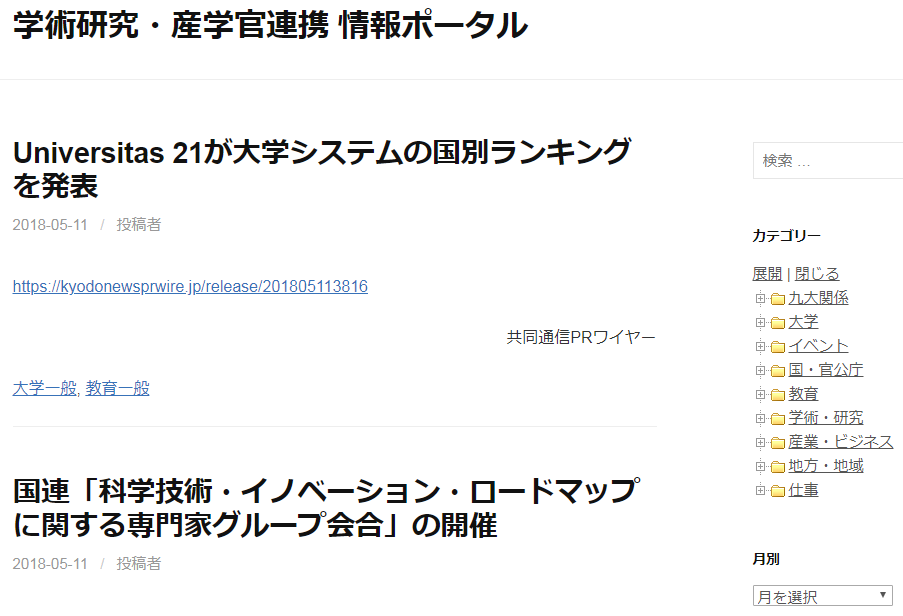 学術研究・産学官連携 情報ポータル
Universitas 21が大学システムの国別ランキング
を発表
2018-05-11 / 投稿者
https://kyodonewsprwire.jp/release/201805113816
共同通信PRワイヤー
大学一般, 教育一般
国連「科学技術・イノベーション・ロードマップ
に関する専門家グループ会合」の開催
2018-05-11 / 投稿者
検索 …
カテゴリー
展開 | 閉じる
九大関係
大学
イベント
国・官公庁
教育
学術・研究
産業・ビジネス
地方・地域
仕事
月別
月を選択